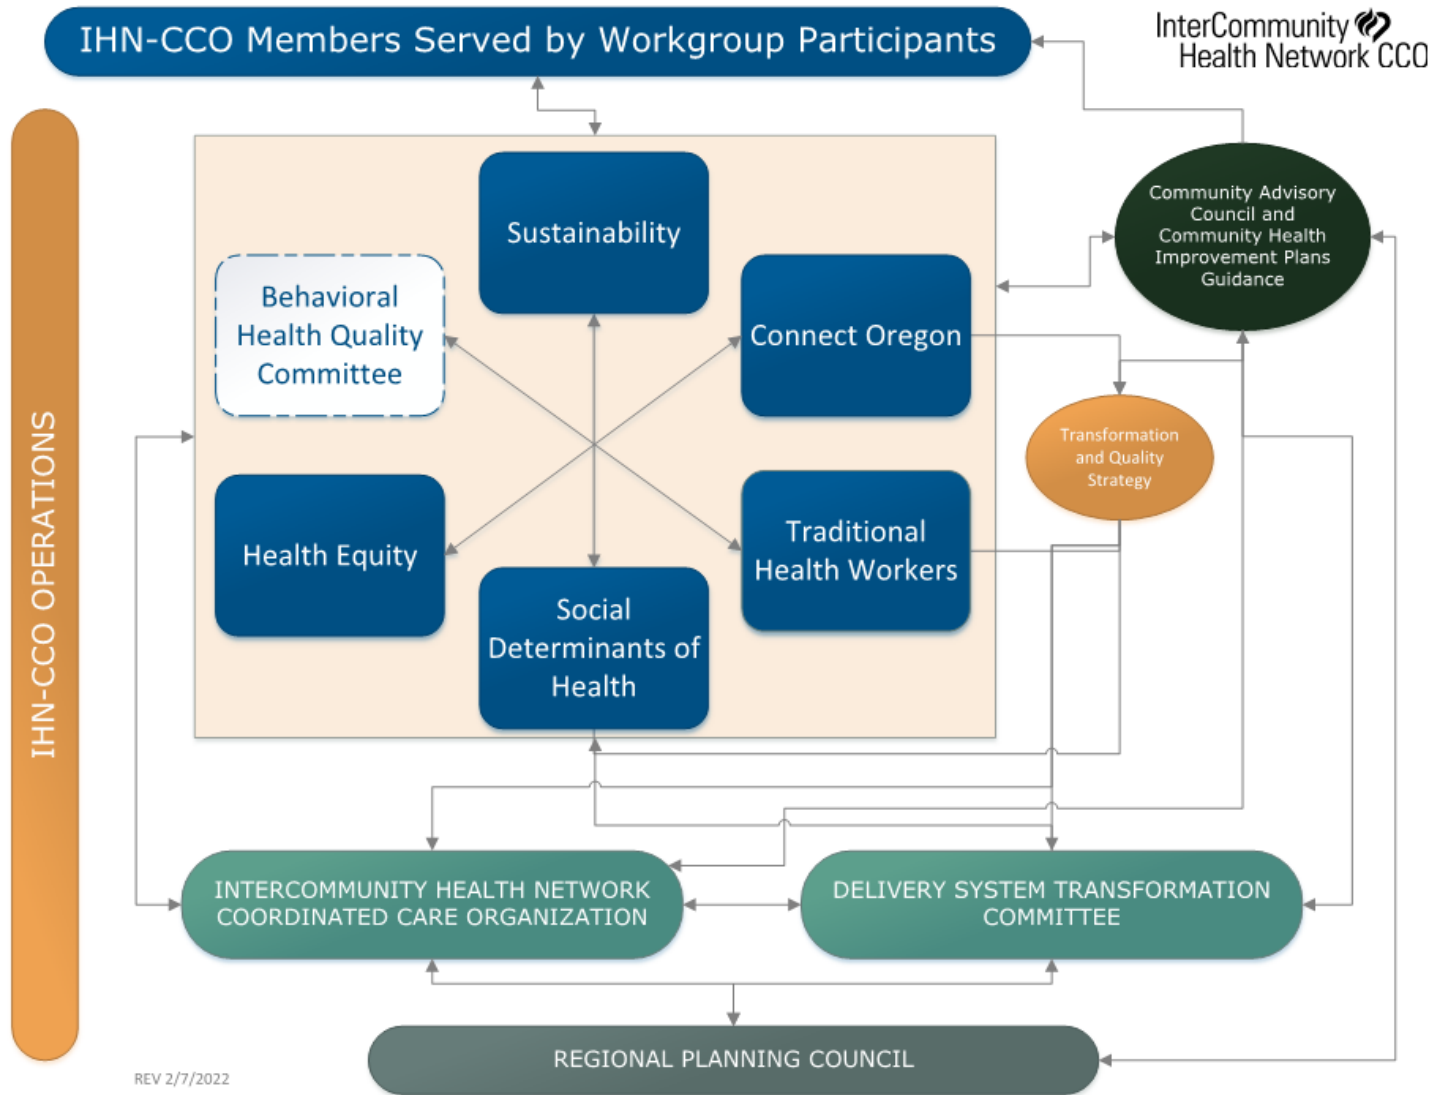 IHN-CCO Members Served by Workgroup Participants
InterCommunity
Health Network CCO
IHN-CCO OPERATIONS
Sustainability
Behavioral
Health Quality
Committee
Connect Oregon
Community Advisory
Council and
Community Health
Improvement Plans
Guidance
Transformation
and Quality
Strategy
Health Equity
Social
Determinants of
Health
Traditional
Health Workers
INTERCOMMUNITY HEALTH NETWORK
COORDINATED CARE ORGANIZATION
DELIVERY SYSTEM TRANSFORMATION
COMMITTEE
REGIONAL PLANNING COUNCIL
REV 2/7/2022